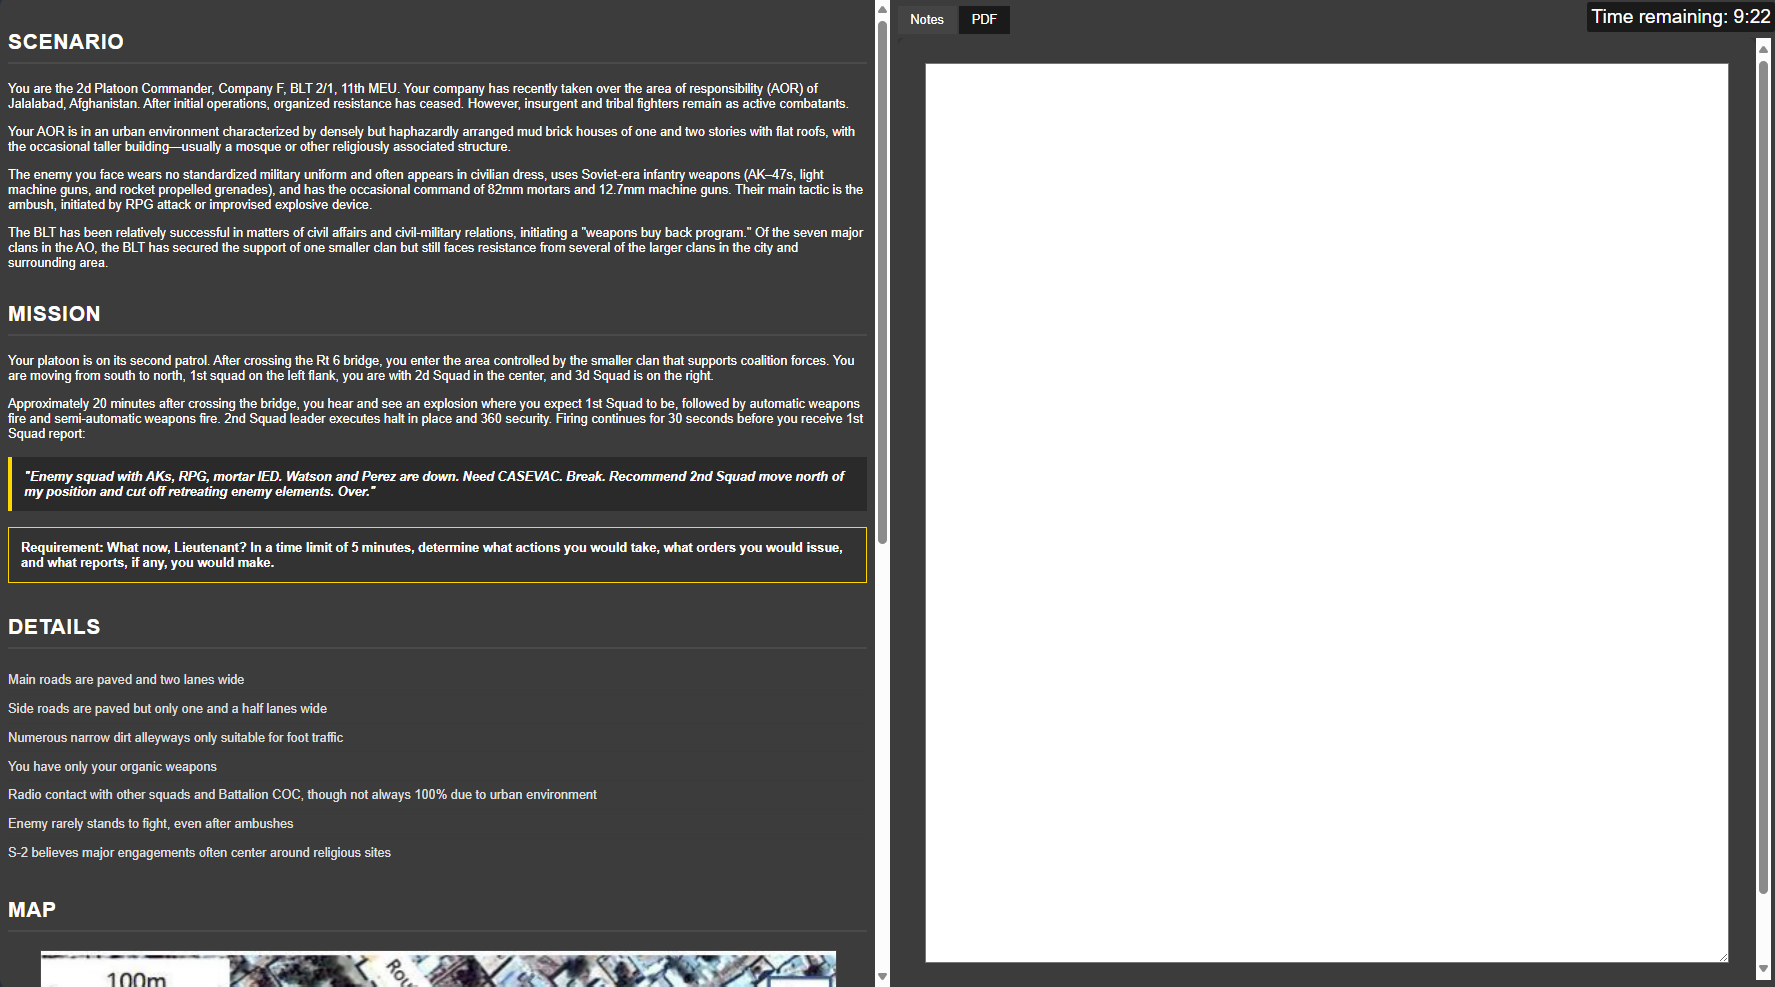 Notes
PDF
Time remaining: 9:22
SCENARIO
You are the 2d Platoon Commander, Company F, BLT 2/1, 11th MEU. Your company has recently taken over the area of responsibility (AOR) of
Jalalabad, Afghanistan. After initial operations, organized resistance has ceased. However, insurgent and tribal fighters remain as active combatants.
Your AOR is in an urban environment characterized by densely but haphazardly arranged mud brick houses of one and two stories with flat roofs, with
the occasional taller building—usually a mosque or other religiously associated structure.
The enemy you face wears no standardized military uniform and often appears in civilian dress, uses Soviet-era infantry weapons (AK–47s, light
machine guns, and rocket propelled grenades), and has the occasional command of 82mm mortars and 12.7mm machine guns. Their main tactic is the
ambush, initiated by RPG attack or improvised explosive device.
The BLT has been relatively successful in matters of civil affairs and civil-military relations, initiating a "weapons buy back program." Of the seven major
clans in the AO, the BLT has secured the support of one smaller clan but still faces resistance from several of the larger clans in the city and
surrounding area.
MISSION
Your platoon is on its second patrol. After crossing the Rt 6 bridge, you enter the area controlled by the smaller clan that supports coalition forces. You
are moving from south to north, 1st squad on the left flank, you are with 2d Squad in the center, and 3d Squad is on the right.
Approximately 20 minutes after crossing the bridge, you hear and see an explosion where you expect 1st Squad to be, followed by automatic weapons
fire and semi-automatic weapons fire. 2nd Squad leader executes halt in place and 360 security. Firing continues for 30 seconds before you receive 1st
Squad report:
"Enemy squad with AKs, RPG, mortar IED. Watson and Perez are down. Need CASEVAC. Break. Recommend 2nd Squad move north of
my position and cut off retreating enemy elements. Over."
Requirement: What now, Lieutenant? In a time limit of 5 minutes, determine what actions you would take, what orders you would issue,
and what reports, if any, you would make.
DETAILS
Main roads are paved and two lanes wide
Side roads are paved but only one and a half lanes wide
Numerous narrow dirt alleyways only suitable for foot traffic
You have only your organic weapons
Radio contact with other squads and Battalion COC, though not always 100% due to urban environment
Enemy rarely stands to fight, even after ambushes
S-2 believes major engagements often center around religious sites
MAP
100m
Rou